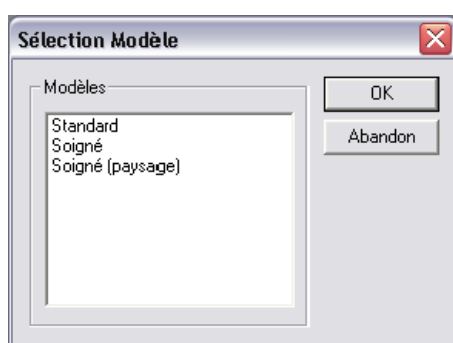 Sélection Modèle
Modèles
Standard
Soigné
Soigné (paysage)
OK
Abandon